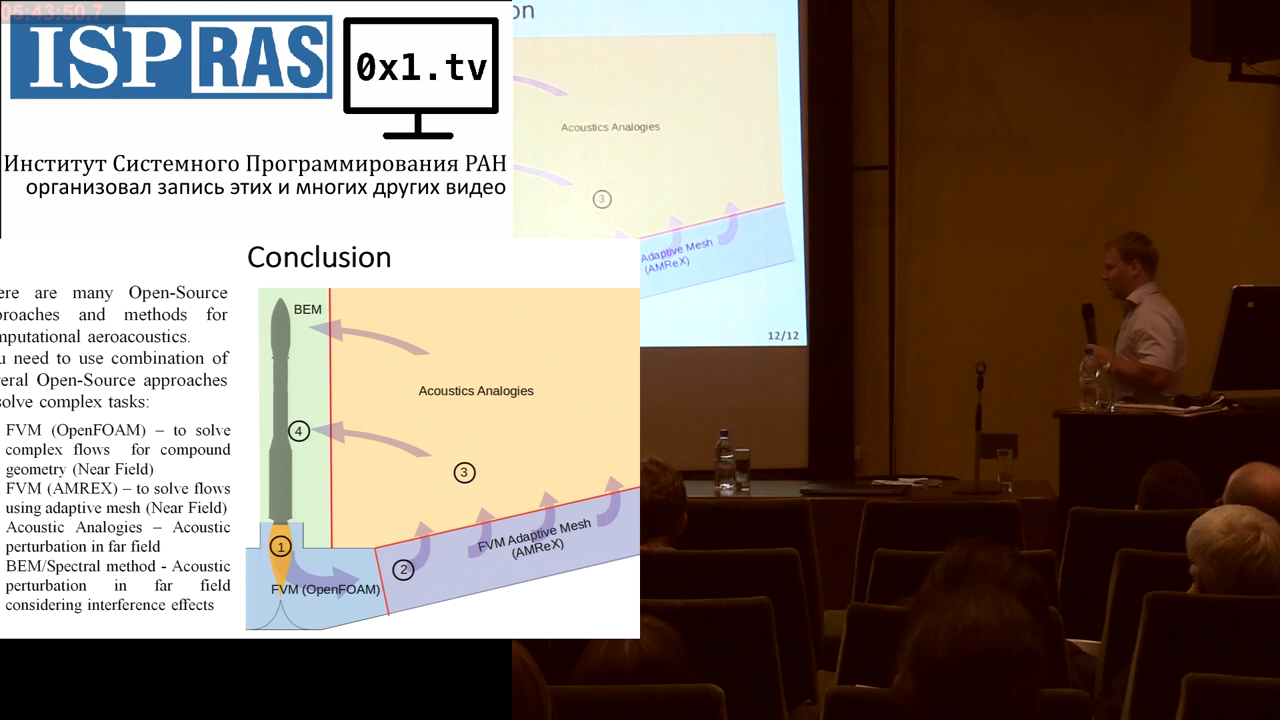 05:43:50.7
ISP RAS
0x1.tv
Институт Системного Программирования РАН
организовал запись этих и многих других видео
on
Acoustics Analogies
3
Adaptive Mesh
(AMReX)
12/12
Conclusion
ere are many Open-Source
proaches and methods for
mputational aeroacoustics.
u need to use combination of
eral Open-Source approaches
solve complex tasks:
FVM (OpenFOAM) – to solve
complex flows for compound
geometry (Near Field)
FVM (AMREX) – to solve flows
using adaptive mesh (Near Field)
Acoustic Analogies – Acoustic
perturbation in far field
BEM/Spectral method - Acoustic
perturbation in far field
considering interference effects
BEM
Acoustics Analogies
4
3
1
2
FVM (OpenFOAM)
FVM Adaptive Mesh
(AMReX)